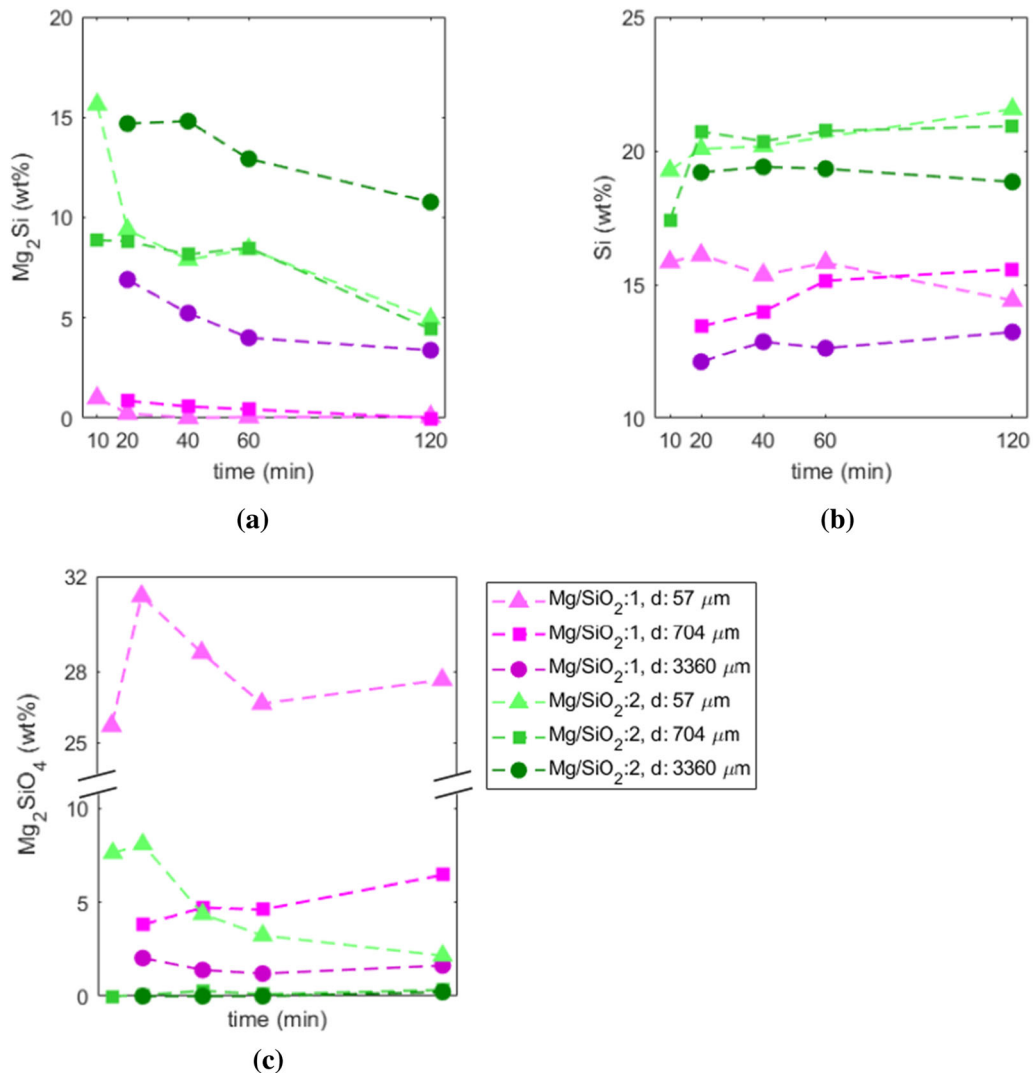 20
15
10
5
0
Mg₂Si (wt%)
10 20 40 60 120
time (min)
(a)
25
20
15
10
Si (wt%)
10 20 40 60 120
time (min)
(b)
32
28
25
10
5
0
Mg₂SiO₄ (wt%)
time (min)
(c)
Mg/SiO₂:1, d: 57 μm
Mg/SiO₂:1, d: 704 μm
Mg/SiO₂:1, d: 3360 μm
Mg/SiO₂:2, d: 57 μm
Mg/SiO₂:2, d: 704 μm
Mg/SiO₂:2, d: 3360 μm